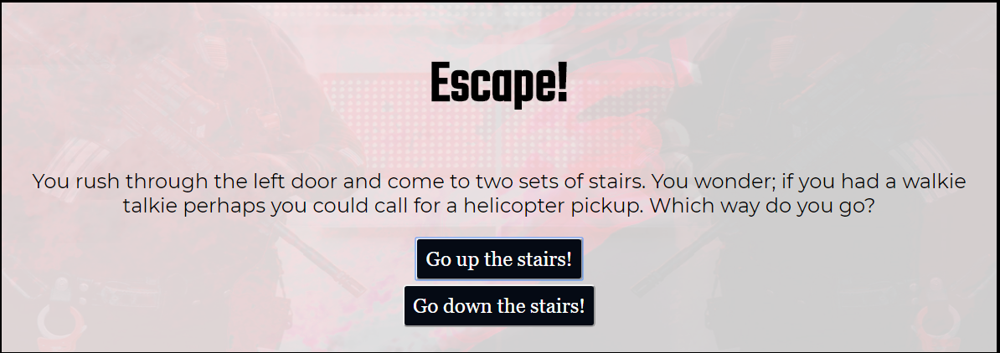 Escape!
You rush through the left door and come to two sets of stairs. You wonder; if you had a walkie
talkie perhaps you could call for a helicopter pickup. Which way do you go?
Go up the stairs!
Go down the stairs!